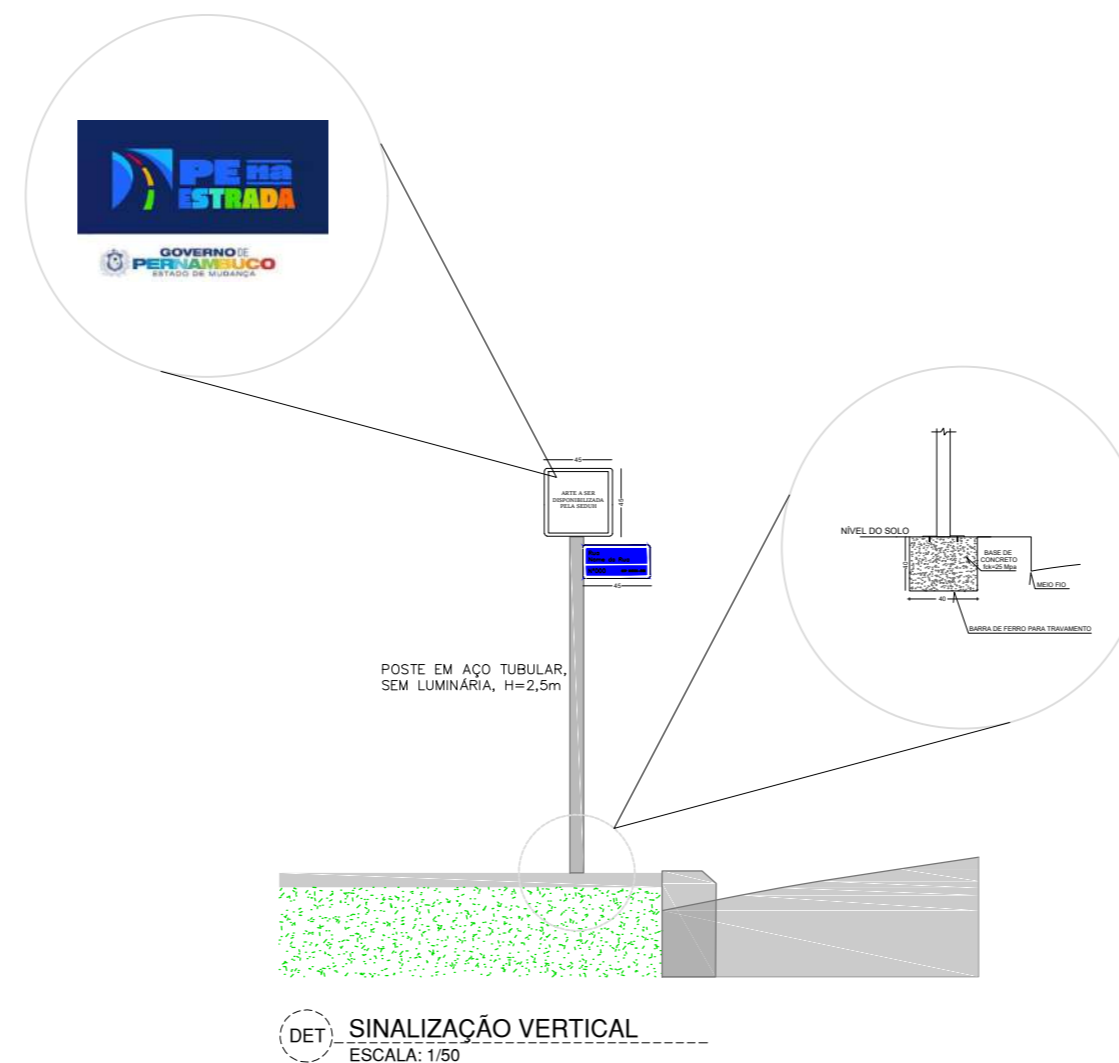 PE na
ESTRADA
GOVERNO DE
PERNAMBUCO
ESTADO DE MUDANÇA
45
45
ARTE A SER
DISPONIBILIZADA
PELA SEDUH
45
POSTE EM AÇO TUBULAR,
SEM LUMINÁRIA, H=2,5m
NÍVEL DO SOLO
BASE DE
CONCRETO
fck=25 Mpa
40
MEIO FIO
40
BARRA DE FERRO PARA TRAVAMENTO
DET
SINALIZAÇÃO VERTICAL
ESCALA: 1/50